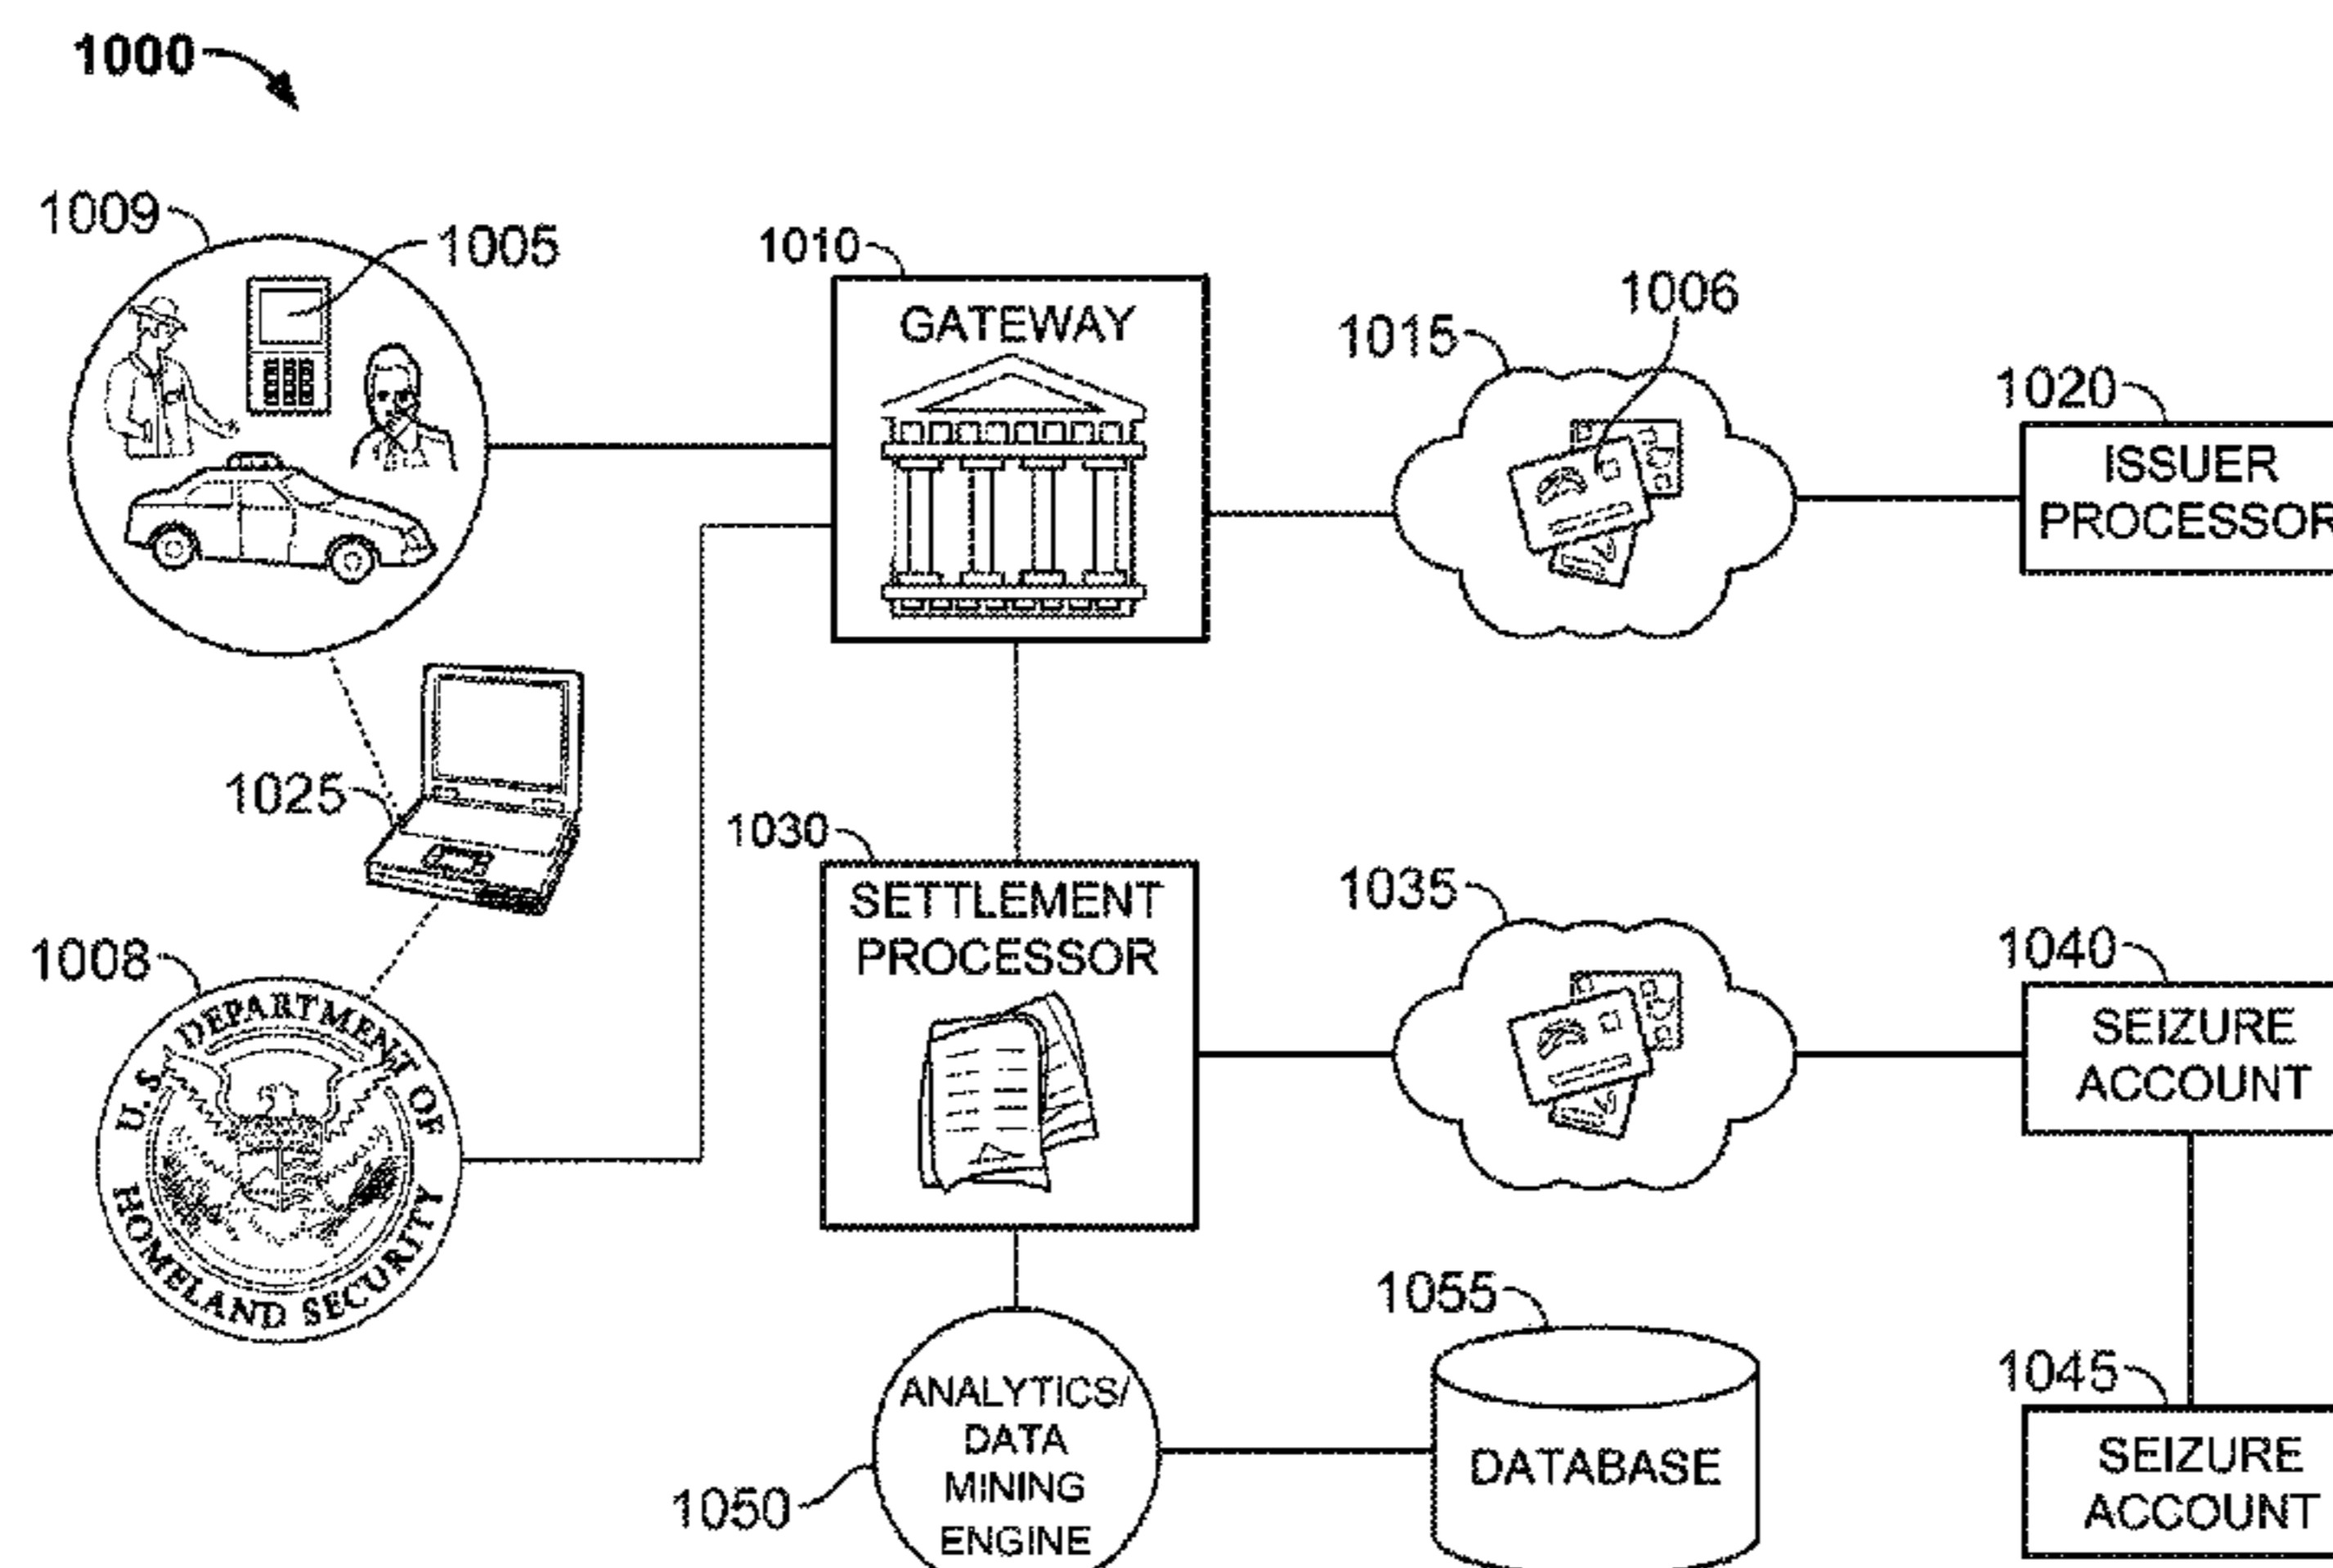 1000
1009
1005
1010
GATEWAY
1015
1006
1020
ISSUER
PROCESSOR
1025
1030
SETTLEMENT
PROCESSOR
1035
1040
SEIZURE
ACCOUNT
1008
U.S. DEPARTMENT OF
HOMELAND SECURITY
1050
ANALYTICS/
DATA
MINING
ENGINE
1055
DATABASE
1045
SEIZURE
ACCOUNT